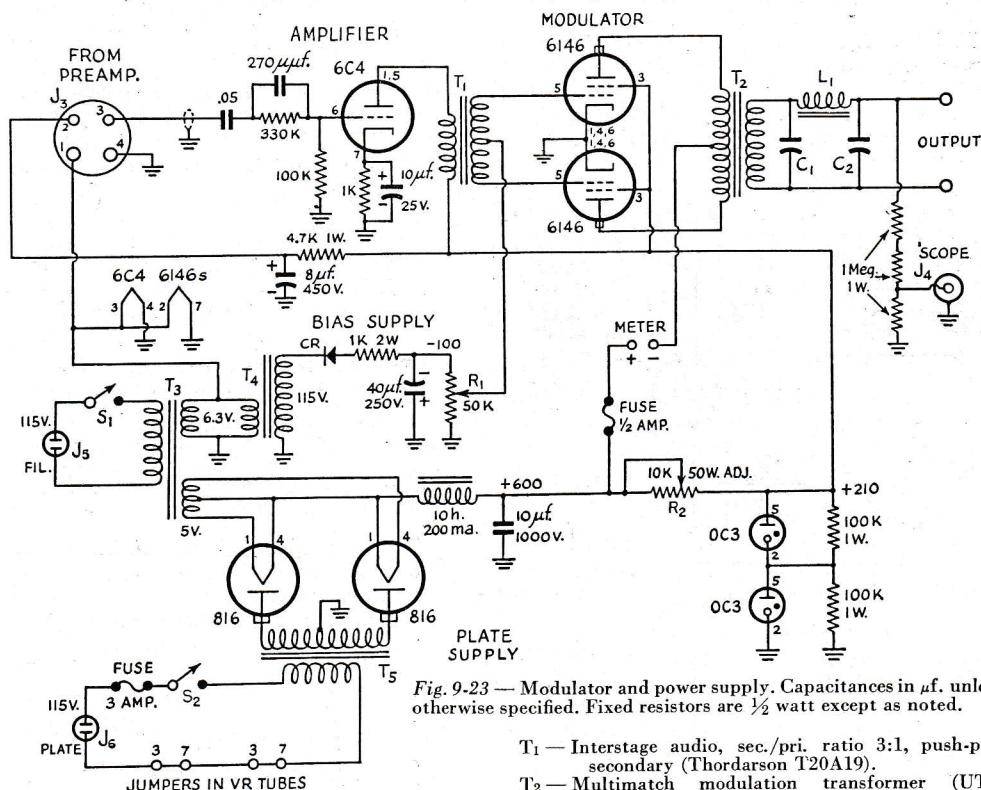 AMPLIFIER
MODULATOR
FROM
PREAMP.
J3
2
3
1
4
.05
270μμf.
330K
100K
6C4
1,5
6
7
1K
+
10μf.
-
25V.
T1
6146
3
5
1,4,6
1,4,6
5
3
6146
T2
L1
C1
C2
OUTPUT
4.7K 1W.
+
8μf.
-
450V.
6C4
6146s
3
4
2
7
1Meg.
1W.
'SCOPE
J4
BIAS SUPPLY
CR
1K 2W
-100
-
40μf.
250V.
+
R1
50K
METER
+
-
FUSE
½ AMP.
T3
T4
6.3V.
115V.
S1
115V.
J5
FIL.
5V.
10h.
200ma.
+600
10μf.
1000V.
10K
50W. ADJ.
R2
+210
OC3
5
2
100K
1W.
OC3
5
2
100K
1W.
1
4
1
4
816
816
PLATE
SUPPLY
T5
FUSE
3 AMP.
S2
115V.
J6
PLATE
3
7
3
7
JUMPERS IN VR TUBES
Fig. 9-23 — Modulator and power supply. Capacitances in μf. unle
otherwise specified. Fixed resistors are ½ watt except as noted.
T1 — Interstage audio, sec./pri. ratio 3:1, push-p
secondary (Thordarson T20A19).
T2 — Multimatch modulation transformer (UT